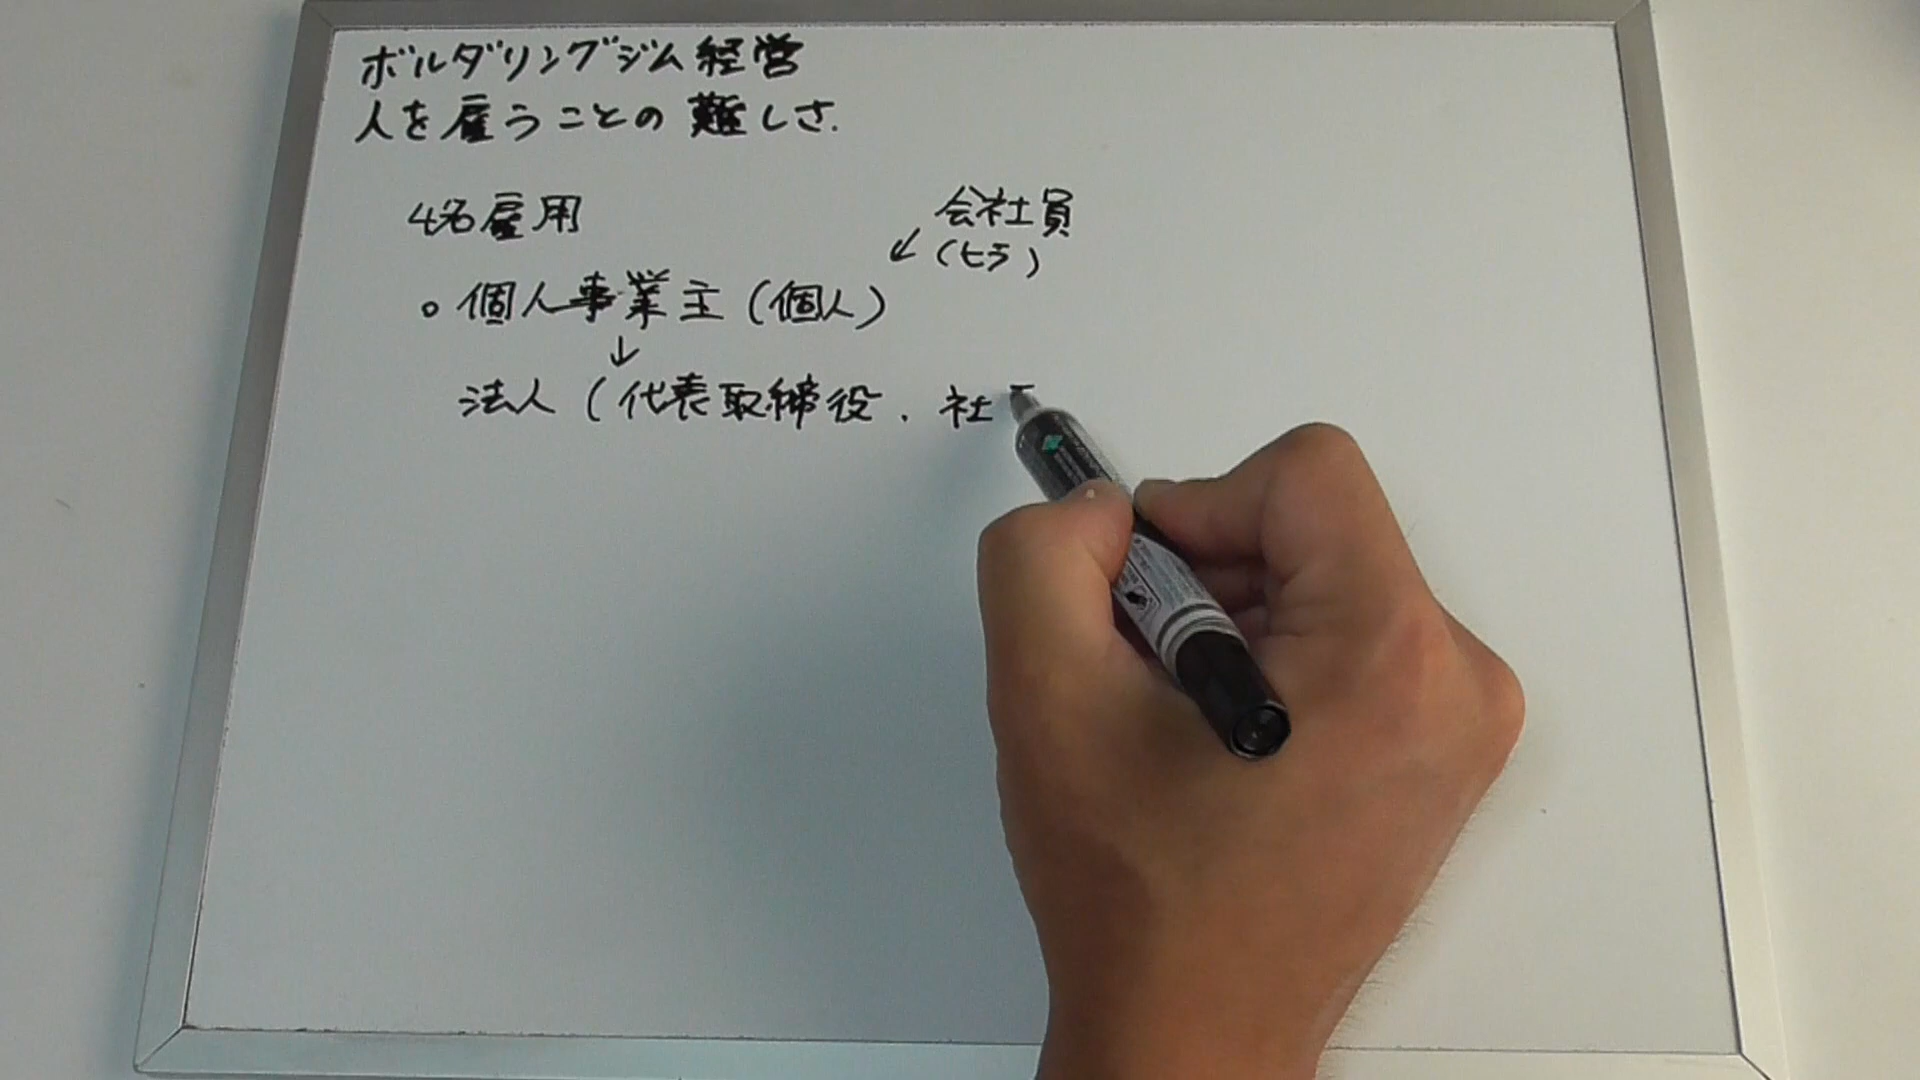 ボルダリングジム経営
人を雇うことの難しさ.
4名雇用
会社員
(ヒラ)
↙
○ 個人事業主(個人)
↓
法人(代表取締役.社